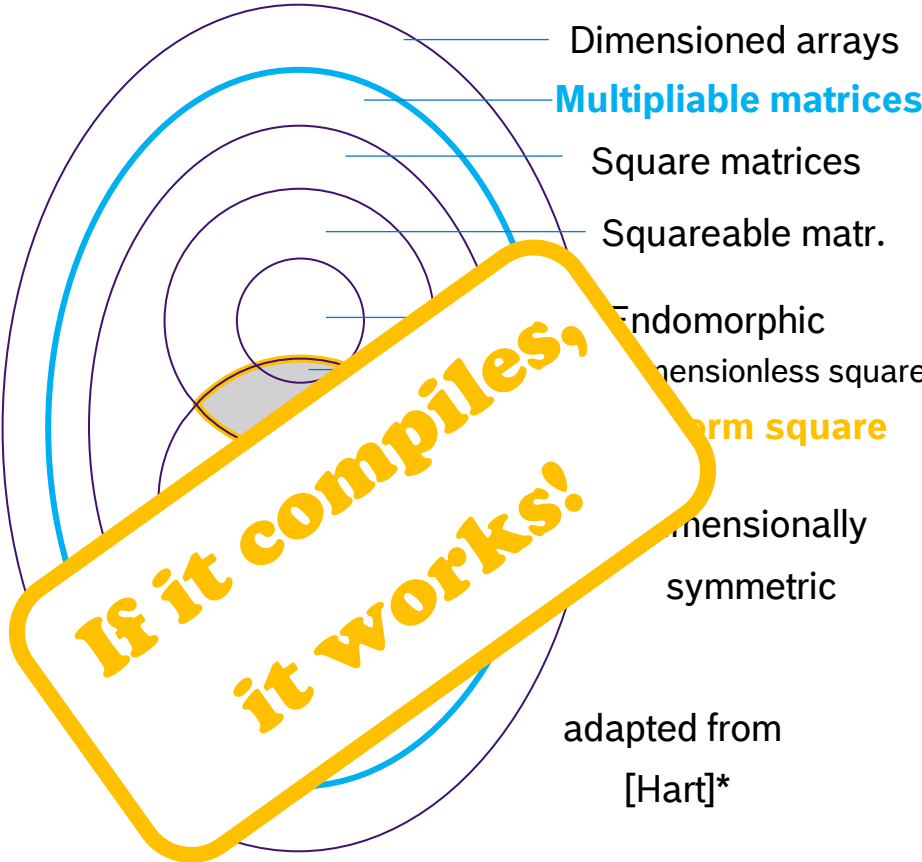 Dimensioned arrays
Multipliable matrices
Square matrices
Squareable matr.
Endomorphic
mensionless square
orm square
mensionally
symmetric
If it compiles,
it works!
adapted from
[Hart]*